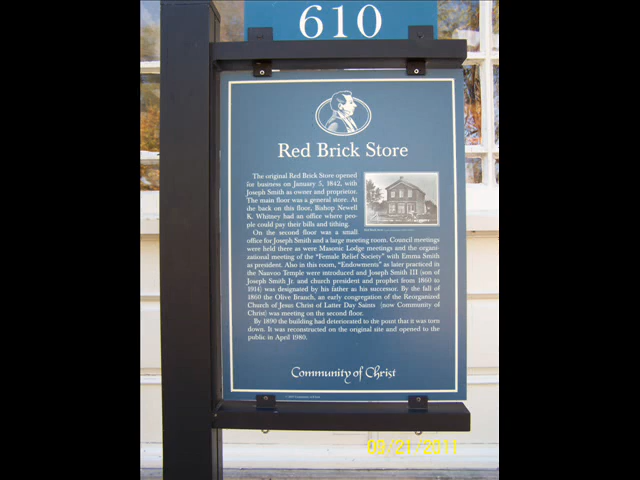 610
Red Brick Store
The original Red Brick Store opened
for business on January 5, 1842, with
Joseph Smith as owner and proprietor.
The main floor was a general store. At
the back on this floor, Bishop Newell
K. Whitney had an office where peo-
ple could pay their bills and tithing.
On the second floor was a small
office for Joseph Smith and a large meeting room. Council meetings
were held there as were Masonic Lodge meetings and the organi-
zational meeting of the "Female Relief Society" with Emma Smith
as president. Also in this room, "Endowments" as later practiced in
the Nauvoo Temple were introduced and Joseph Smith III (son of
Joseph Smith Jr. and church president and prophet from 1860 to
1914) was designated by his father as his successor. By the fall of
1860 the Olive Branch, an early congregation of the Reorganized
Church of Jesus Christ of Latter Day Saints (now Community of
Christ) was meeting on the second floor.
By 1890 the building had deteriorated to the point that it was torn
down. It was reconstructed on the original site and opened to the
public in April 1980.
Community of Christ
09/21/2011